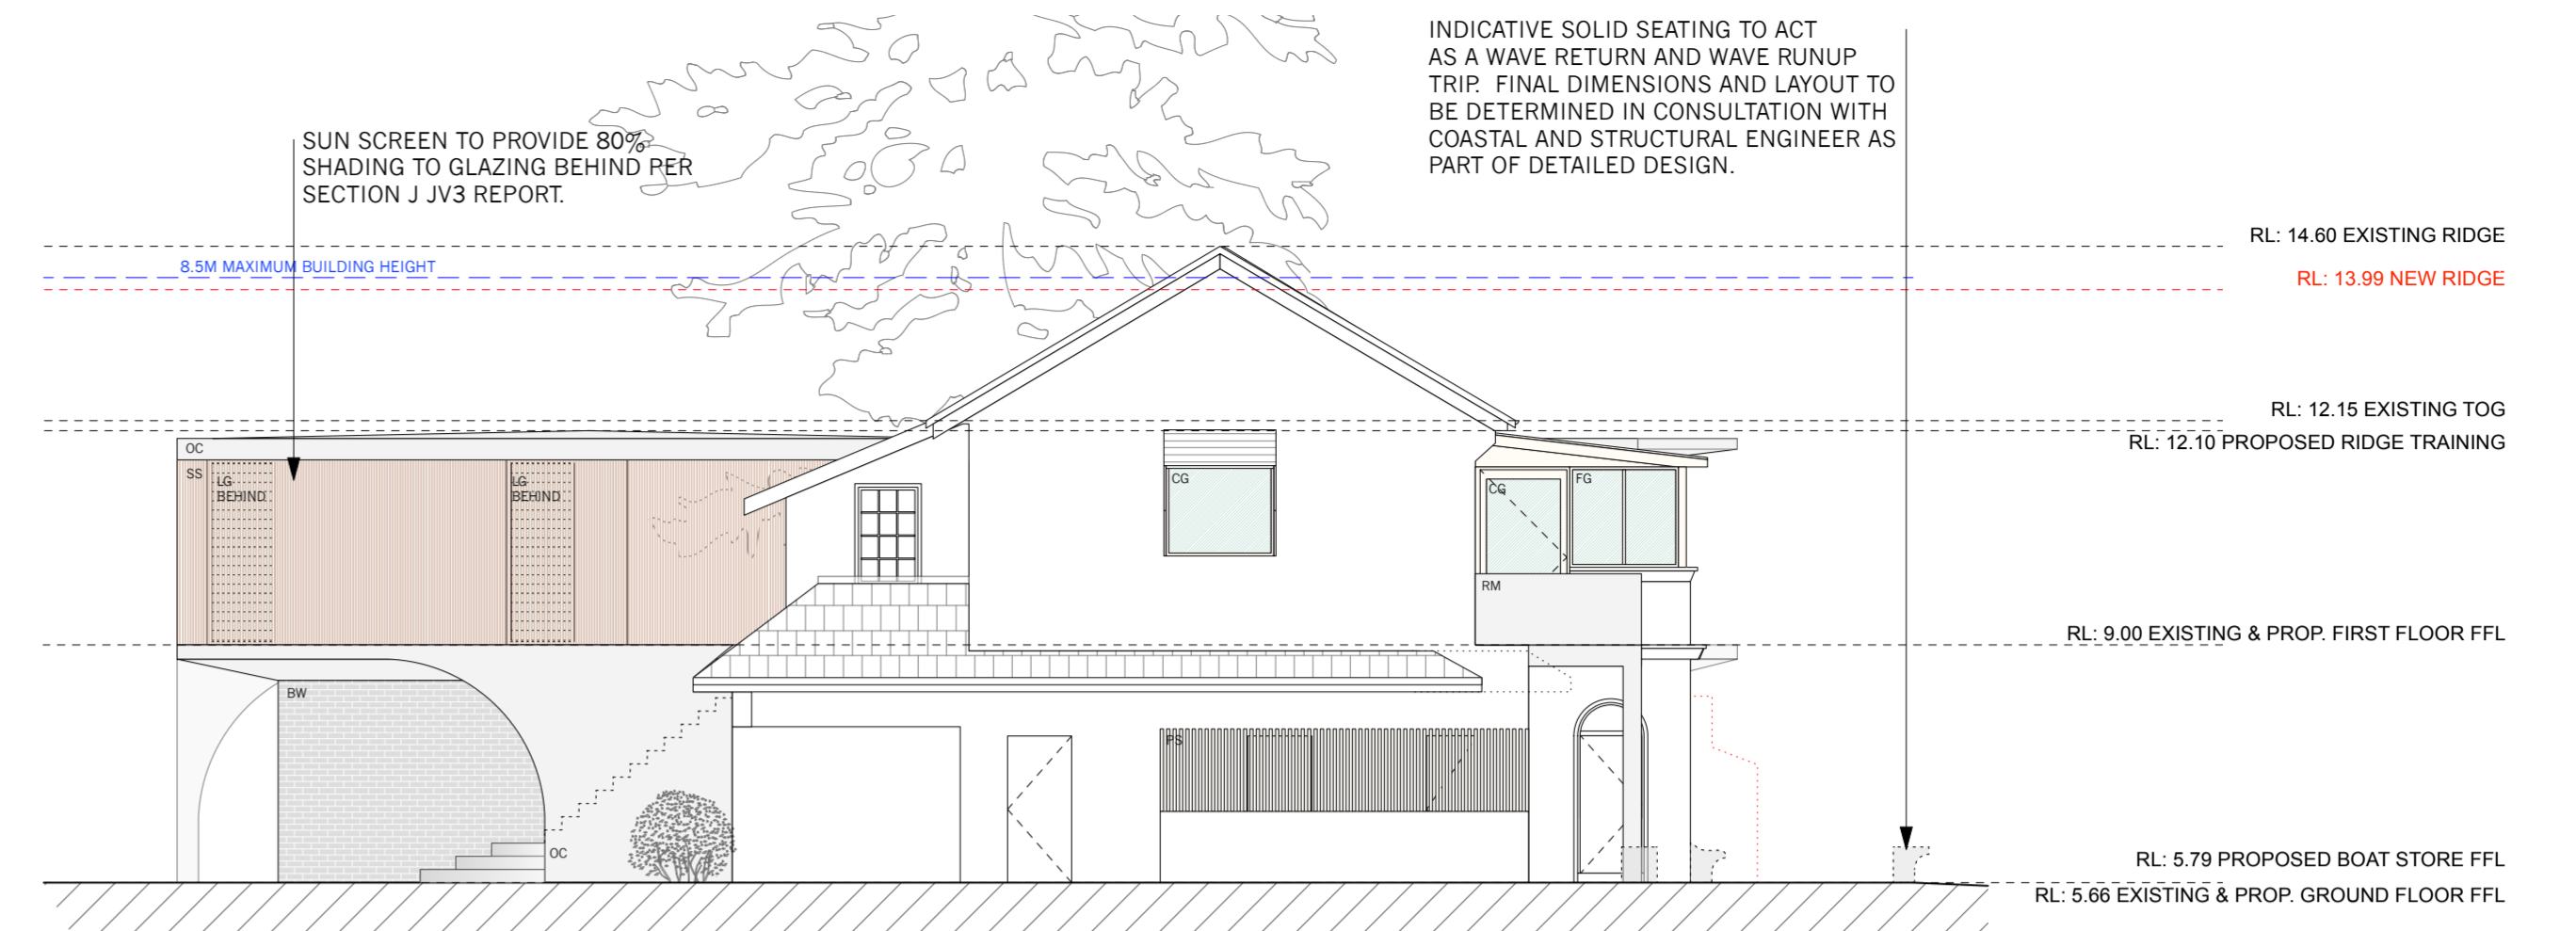 INDICATIVE SOLID SEATING TO ACT
AS A WAVE RETURN AND WAVE RUNUP
TRIP. FINAL DIMENSIONS AND LAYOUT TO
BE DETERMINED IN CONSULTATION WITH
COASTAL AND STRUCTURAL ENGINEER AS
PART OF DETAILED DESIGN.
SUN SCREEN TO PROVIDE 80%
SHADING TO GLAZING BEHIND PER
SECTION J JV3 REPORT.
RL: 14.60 EXISTING RIDGE
8.5M MAXIMUM BUILDING HEIGHT
RL: 13.99 NEW RIDGE
RL: 12.15 EXISTING TOG
RL: 12.10 PROPOSED RIDGE TRAINING
OC
SS
LG
BEHIND
LG
BEHIND
CG
CG
FG
RM
RL: 9.00 EXISTING & PROP. FIRST FLOOR FFL
BW
PS
OC
RL: 5.79 PROPOSED BOAT STORE FFL
RL: 5.66 EXISTING & PROP. GROUND FLOOR FFL